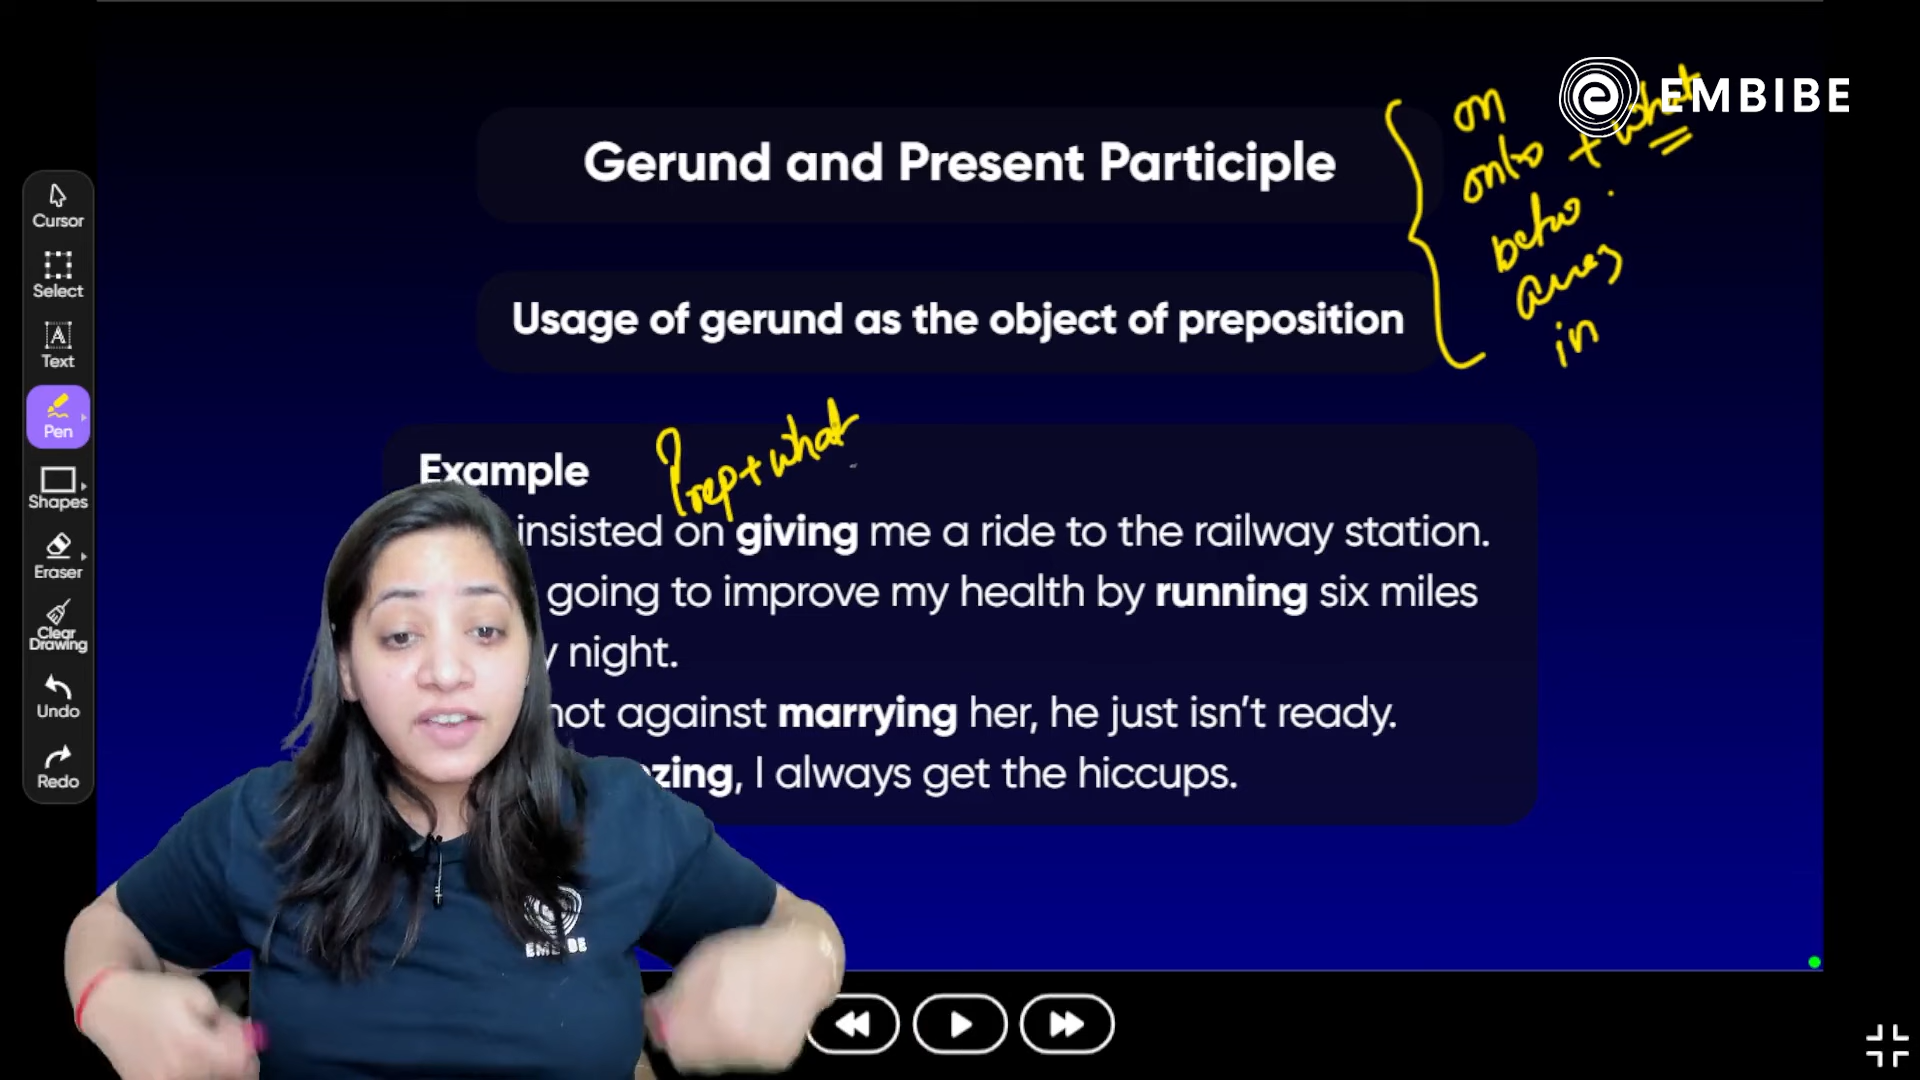 EMBIBE
on
onto + what
Gerund and Present Participle
Cursor
betw
Select
in
Usage of gerund as the object of preposition
Text
Pen
Prep + what
Example
Shapes
insisted on giving me a ride to the railway station.
Eraser
going to improve my health by running six miles
Clear
Drawing
y night.
Undo
not against marrying her, he just isn't ready.
Redo
zing, I always get the hiccups.
EMBIBE